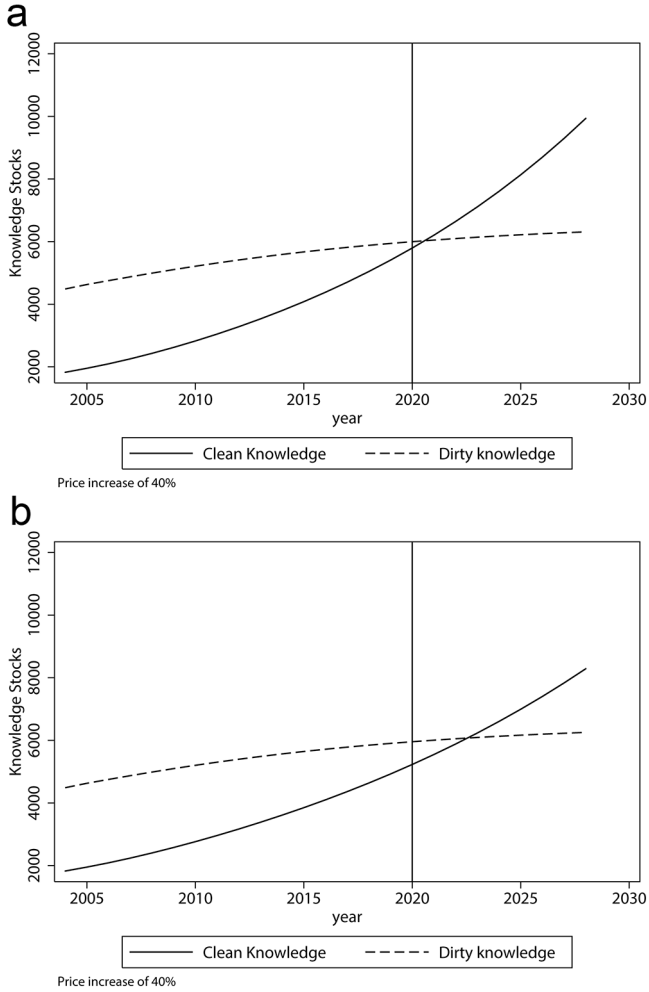 a
Knowledge Stocks
12000
10000
8000
6000
4000
2000
2005 2010 2015 2020 2025 2030
year
Clean Knowledge Dirty knowledge
Price increase of 40%
b
Knowledge Stocks
12000
10000
8000
6000
4000
2000
2005 2010 2015 2020 2025 2030
year
Clean Knowledge Dirty knowledge
Price increase of 40%